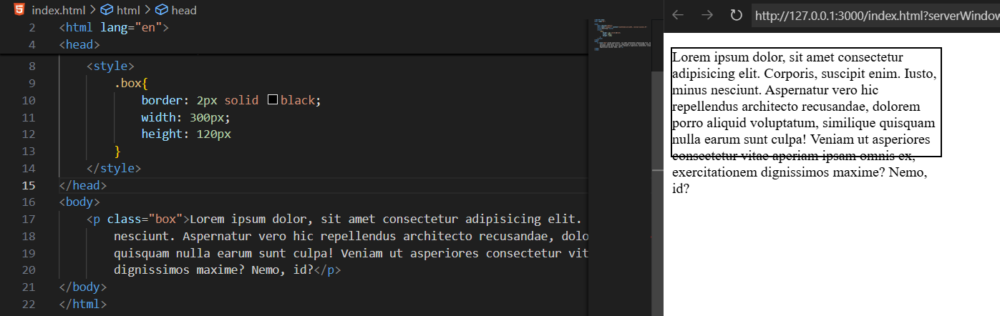 index.html > html > head
2 <html lang="en">
4 <head>
8 <style>
9 .box{
10 border: 2px solid black;
11 width: 300px;
12 height: 120px
13 }
14 </style>
15 </head>
16 <body>
17 <p class="box">Lorem ipsum dolor, sit amet consectetur adipisicing elit.
18 nesciunt. Aspernatur vero hic repellendus architecto recusandae, dolo
19 quisquam nulla earum sunt culpa! Veniam ut asperiores consectetur vit
20 dignissimos maxime? Nemo, id?</p>
21 </body>
22 </html>
http://127.0.0.1:3000/index.html?serverWindow
Lorem ipsum dolor, sit amet consectetur
adipisicing elit. Corporis, suscipit enim. Iusto,
minus nesciunt. Aspernatur vero hic
repellendus architecto recusandae, dolorem
porro aliquid voluptatum, similique quisquam
nulla earum sunt culpa! Veniam ut asperiores
consectetur vitae aperiam ipsam omnis ex,
exercitationem dignissimos maxime? Nemo,
id?